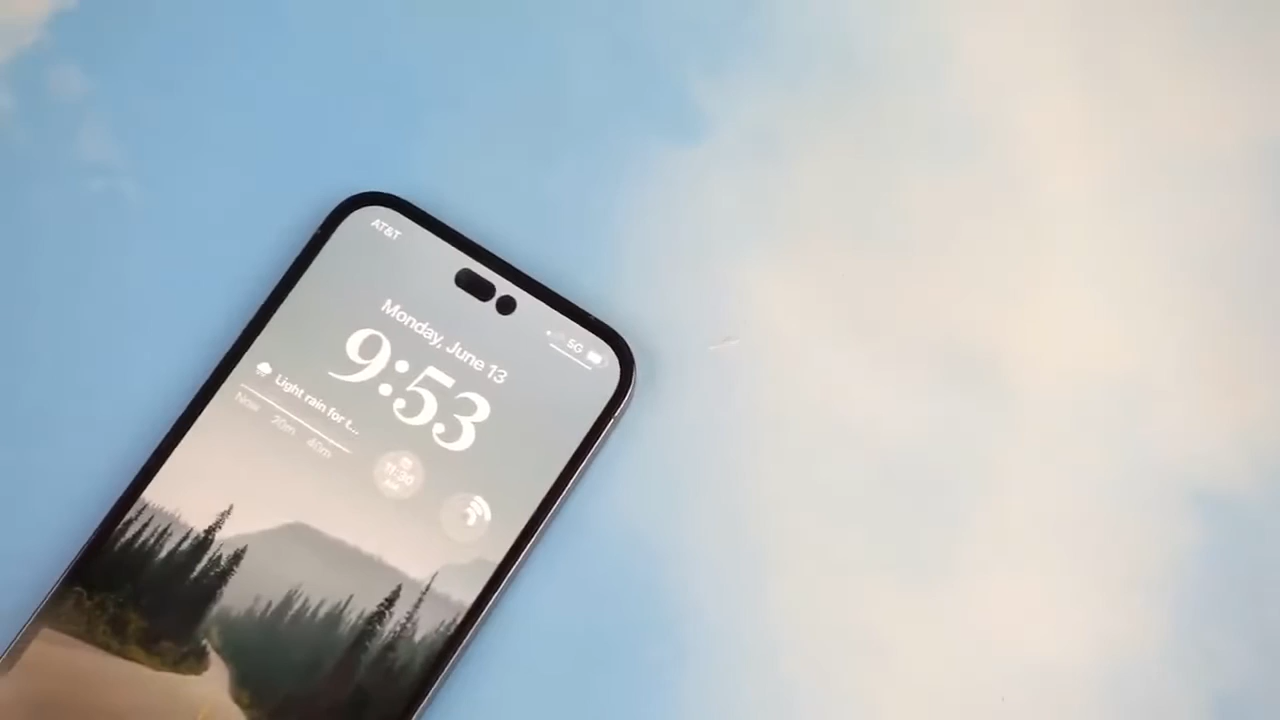 AT&T
5G
Monday, June 13
9:53
Light rain for t...
Now 20m 40m
11:30
AM